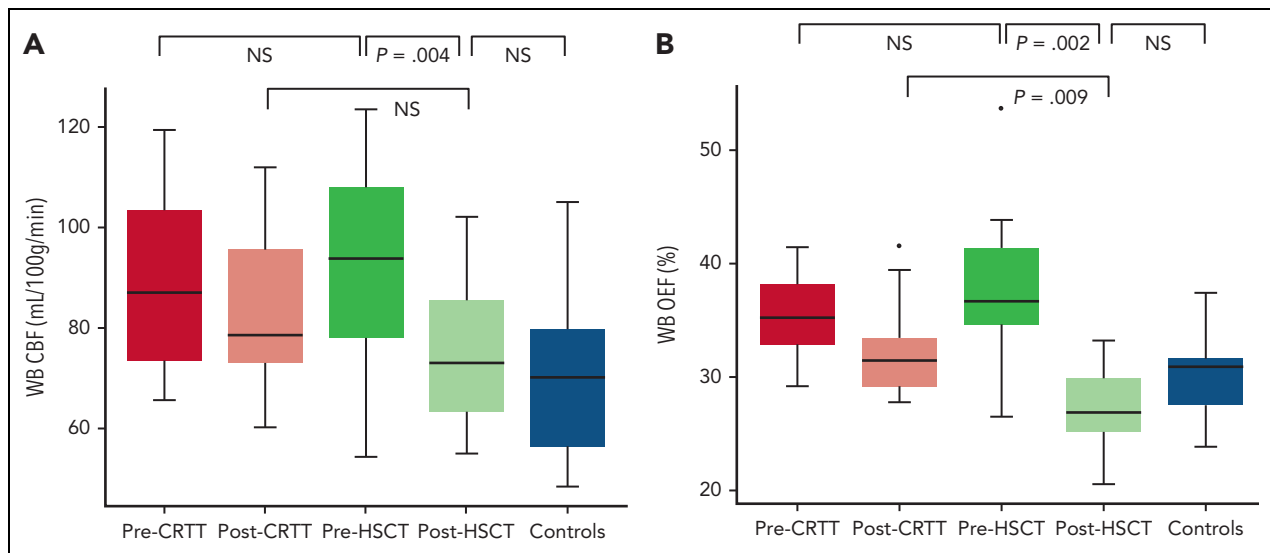 A
NS
P = .004
NS
NS
WB CBF (mL/100g/min)
120
100
80
60
Pre-CRTT Post-CRTT Pre-HSCT Post-HSCT Controls
B
NS
P = .002
NS
P = .009
WB OEF (%)
50
40
30
20
Pre-CRTT Post-CRTT Pre-HSCT Post-HSCT Controls